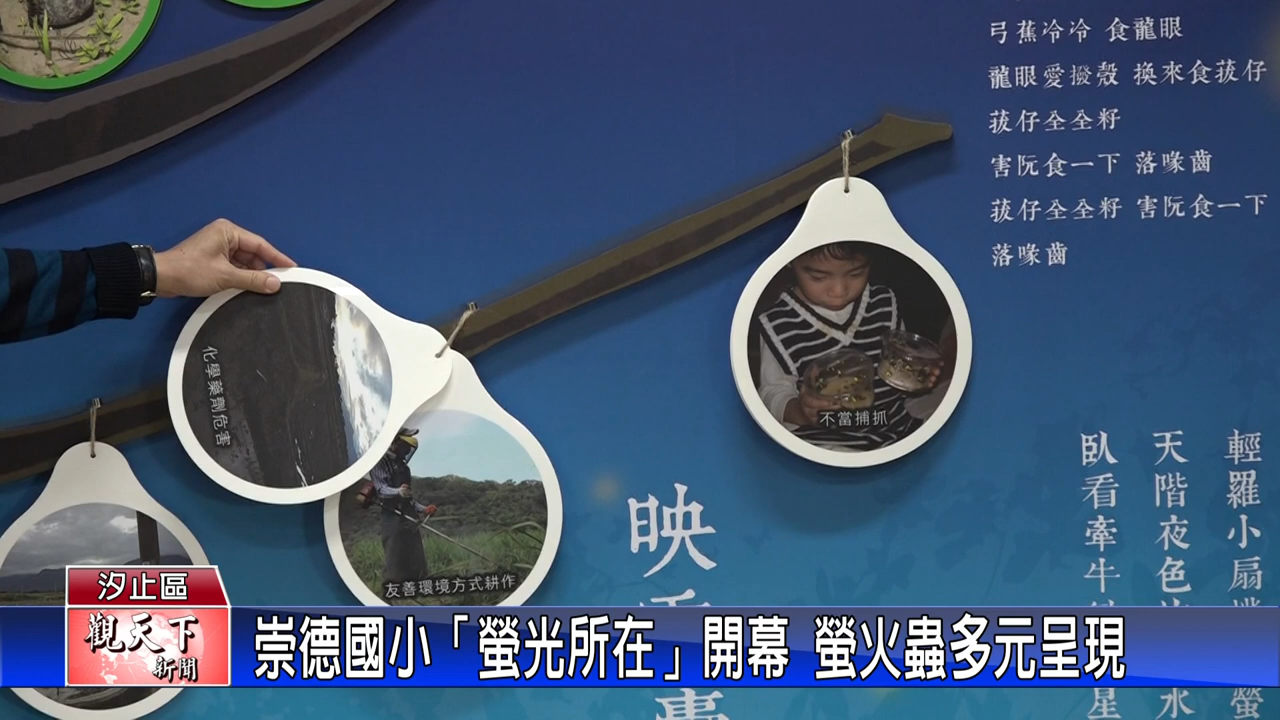 弓蕉冷冷 食龍眼
龍眼愛撥殼 換來食菝仔
菝仔全全籽
害阮食一下 落喙齒
菝仔全全籽 害阮食一下
落喙齒
化學藥劑危害
不當捕抓
友善環境方式耕作
輕羅小扇
天階夜色
臥看牽牛
螢
水
星
映
汐止區
觀天下
新聞
崇德國小「螢光所在」開幕 螢火蟲多元呈現